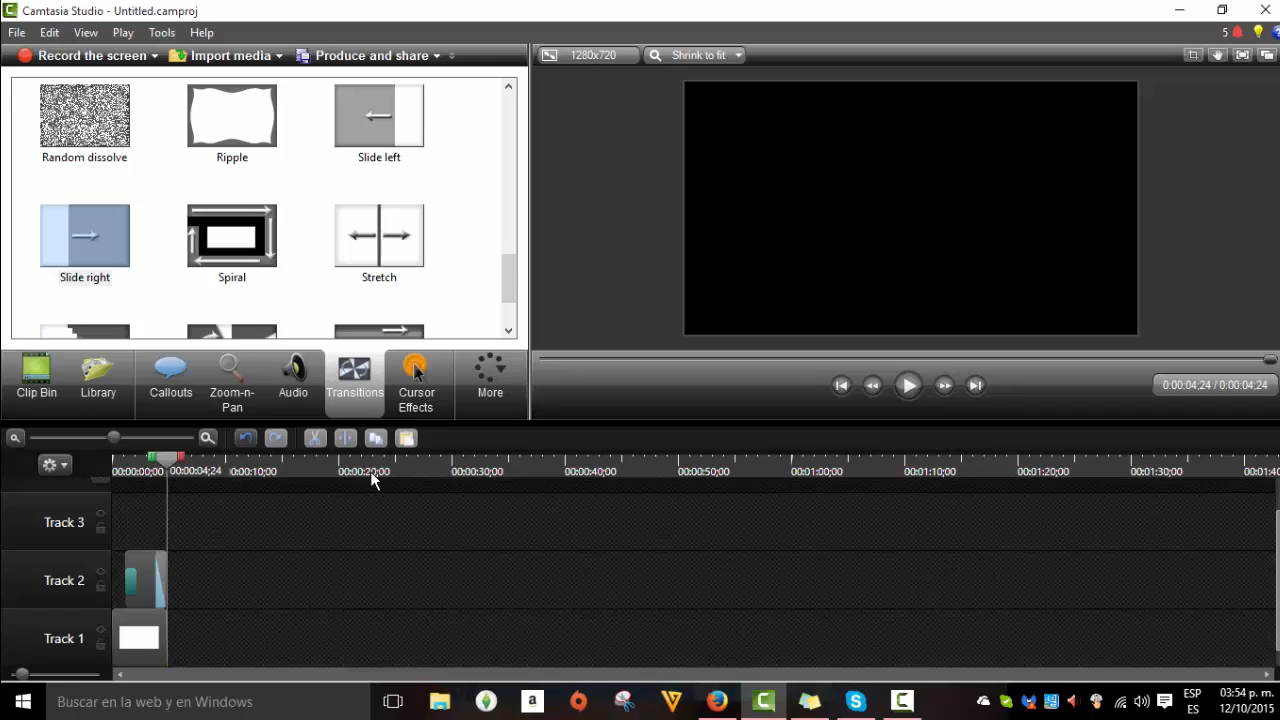 Camtasia Studio - Untitled.camproj
File Edit View Play Tools Help
5
Record the screen Import media Produce and share
1280x720 Shrink to fit
Random dissolve Ripple Slide left
Slide right Spiral Stretch
Clip Bin Library Callouts Zoom-n-Pan Audio Transitions Cursor Effects More
0:00:04;24 / 0:00:04;24
00:00:00;00 00:00:04;24 00:00:10;00 00:00:20;00 00:00:30;00 00:00:40;00 00:00:50;00 00:01:00;00 00:01:10;00 00:01:20;00 00:01:30;00 00:01:40
Track 3
Track 2
Track 1
Buscar en la web y en Windows
a
ESP
ES
03:54 p. m.
12/10/2015